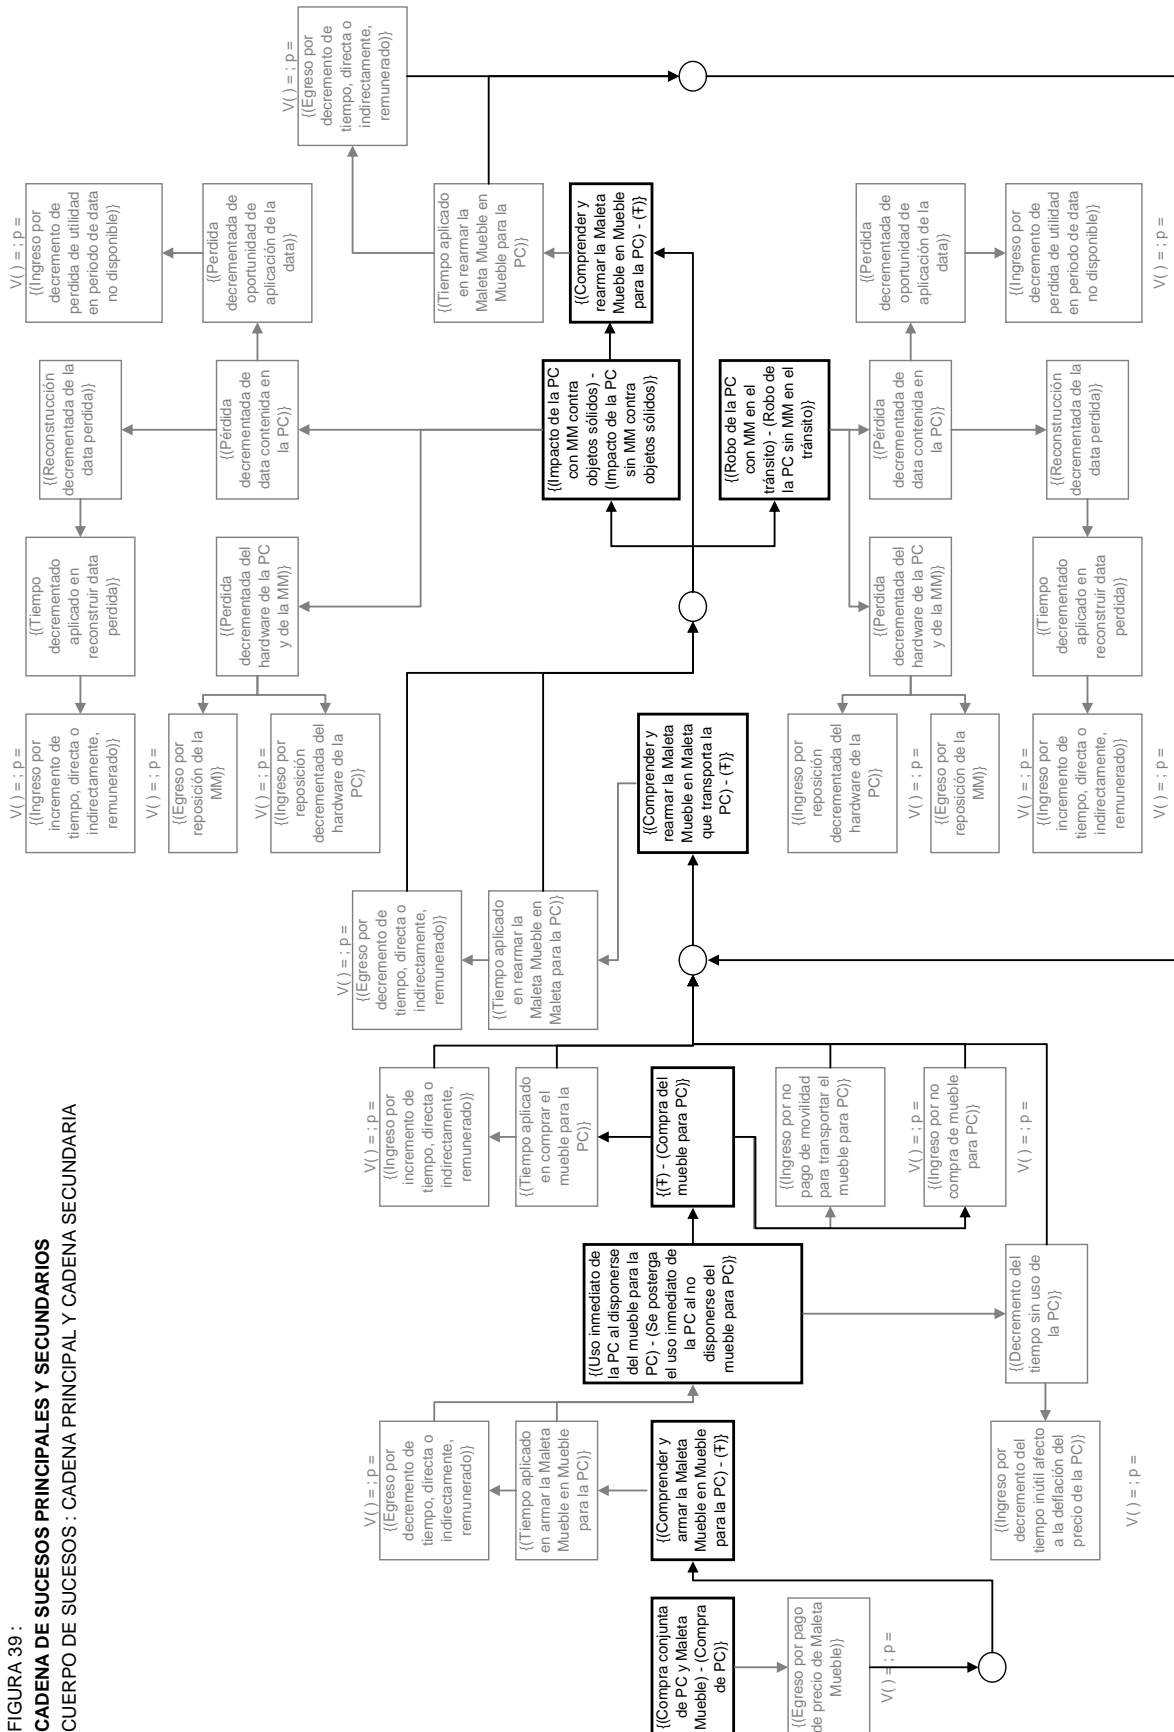 FIGURA 39 :
CADENA DE SUCESOS PRINCIPALES Y SECUNDARIOS
CUERPO DE SUCESOS : CADENA PRINCIPAL Y CADENA SECUNDARIA
{(Compra conjunta
de PC y Maleta
Mueble) - (Compra
de PC)}
{(Egreso por pago
de precio de Maleta
Mueble)}
V( ) = ; p =
V( ) = ; p =
{(Egreso por
decremento de
tiempo, directa o
indirectamente,
remunerado)}
{(Tiempo aplicado
en armar la Maleta
Mueble en Mueble
para la PC)}
{(Comprender y
armar la Maleta
Mueble en Mueble
para la PC) - (Ŧ)}
{(Ingreso por
decremento del
tiempo inútil afecto
a la deflación del
precio de la PC)}
V( ) = ; p =
{(Uso inmediato de
la PC al disponerse
del mueble para la
PC) - (Se posterga
el uso inmediato de
la PC al no
disponerse del
mueble para PC)}
{(Decremento del
tiempo sin uso de
la PC)}
V( ) = ; p =
{(Ingreso por
incremento de
tiempo, directa o
indirectamente,
remunerado)}
{(Tiempo aplicado
en comprar el
mueble para la
PC)}
{(Ŧ) - (Compra del
mueble para PC)}
{(Ingreso por no
pago de movilidad
para transportar el
mueble para PC)}
V( ) = ; p =
{(Ingreso por no
compra de mueble
para PC)}
V( ) = ; p =
V( ) = ; p =
{(Egreso por
decremento de
tiempo, directa o
indirectamente,
remunerado)}
{(Tiempo aplicado
en rearmar la
Maleta Mueble en
Maleta para la PC)}
{(Comprender y
rearmar la Maleta
Mueble en Maleta
que transporta la
PC) - (Ŧ)}
V( ) = ; p =
{(Ingreso por
incremento de
tiempo, directa o
indirectamente,
remunerado)}
V( ) = ; p =
{(Egreso por
reposición de la
MM)}
V( ) = ; p =
{(Ingreso por
reposición
decrementada del
hardware de la
PC)}
{(Tiempo
decrementado
aplicado en
reconstruir data
perdida)}
{(Perdida
decrementada del
hardware de la PC
y de la MM)}
{(Reconstrucción
decrementada de la
data perdida)}
{(Pérdida
decrementada de
data contenida en
la PC)}
V( ) = ; p =
{(Ingreso por
decremento de
perdida de utilidad
en periodo de data
no disponible)}
{(Perdida
decrementada de
oportunidad de
aplicación de la
data)}
{(Impacto de la PC
con MM contra
objetos sólidos) -
(Impacto de la PC
sin MM contra
objetos sólidos)}
{(Robo de la PC
con MM en el
tránsito) - (Robo de
la PC sin MM en el
tránsito)}
{(Ingreso por
reposición
decrementada del
hardware de la
PC)}
V( ) = ; p =
{(Egreso por
reposición de la
MM)}
V( ) = ; p =
{(Ingreso por
incremento de
tiempo, directa o
indirectamente,
remunerado)}
V( ) = ; p =
{(Perdida
decrementada del
hardware de la PC
y de la MM)}
{(Tiempo
decrementado
aplicado en
reconstruir data
perdida)}
{(Pérdida
decrementada de
data contenida en
la PC)}
{(Reconstrucción
decrementada de la
data perdida)}
{(Perdida
decrementada de
oportunidad de
aplicación de la
data)}
{(Ingreso por
decremento de
perdida de utilidad
en periodo de data
no disponible)}
V( ) = ; p =
V( ) = ; p =
{(Egreso por
decremento de
tiempo, directa o
indirectamente,
remunerado)}
{(Tiempo aplicado
en rearmar la
Maleta Mueble en
Mueble para la
PC)}
{(Comprender y
rearmar la Maleta
Mueble en Mueble
para la PC) - (Ŧ)}